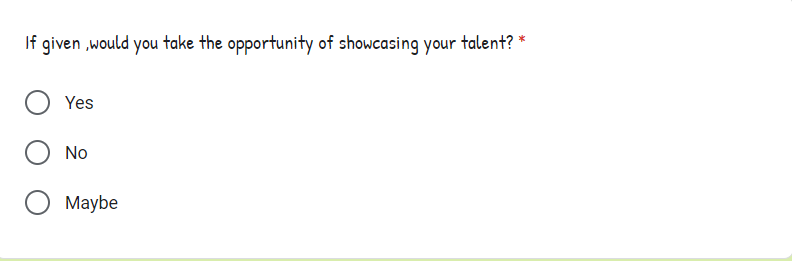 If given ,would you take the opportunity of showcasing your talent? *
Yes
No
Maybe